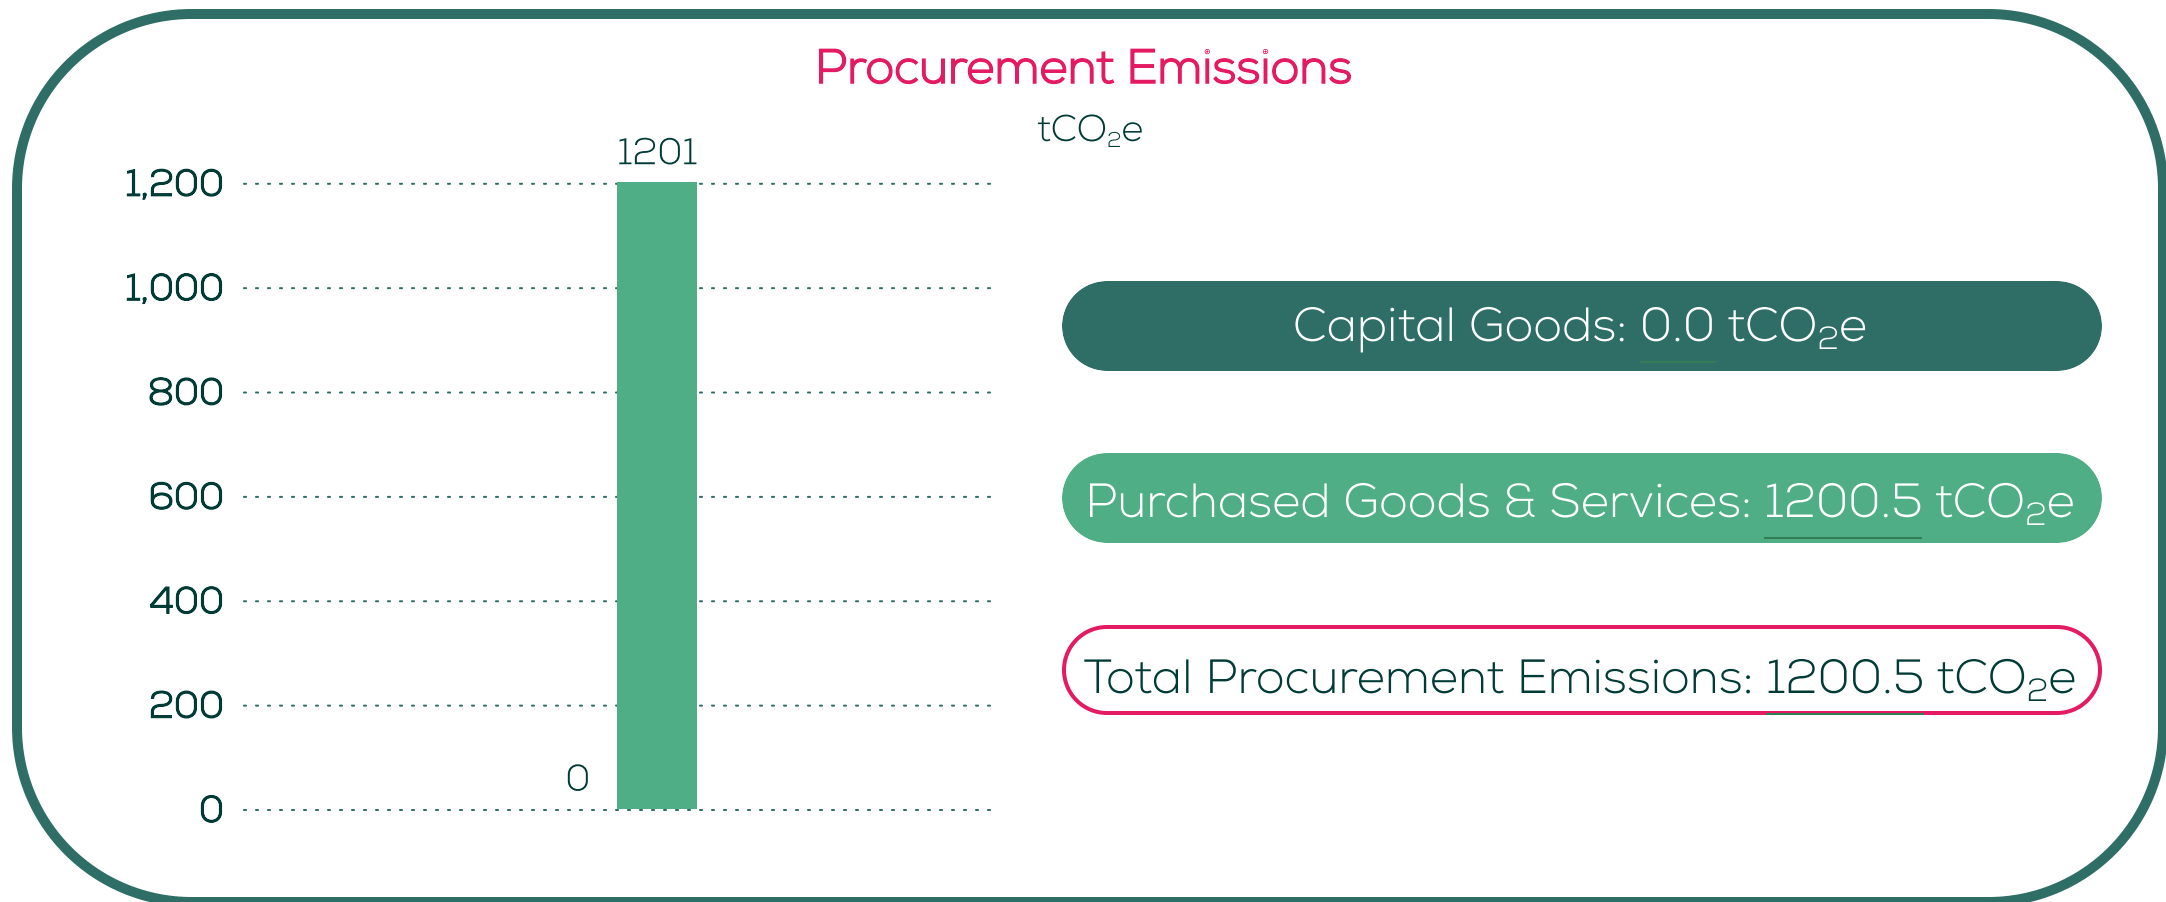 Procurement Emissions
tCO₂e
1201
1,200
1,000
800
600
400
200
0
0
Capital Goods: 0.0 tCO₂e
Purchased Goods & Services: 1200.5 tCO₂e
Total Procurement Emissions: 1200.5 tCO₂e